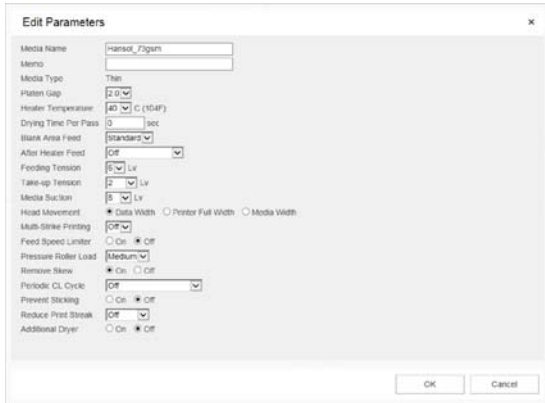 Edit Parameters ×
Media Name Hansol_73gsm
Memo
Media Type Thin
Platen Gap 2.0
Heater Temperature 40 C (104F)
Drying Time Per Pass 0 sec
Blank Area Feed Standard
After Heater Feed Off
Feeding Tension Lv
Take-up Tension 2 Lv
Media Suction Lv
Head Movement Data Width Printer Full Width Media Width
Multi-Strike Printing Off
Feed Speed Limiter On Off
Pressure Roller Load Medium
Remove Skew On Off
Periodic CL Cycle Off
Prevent Sticking On Off
Reduce Print Streak Off
Additional Dryer On Off
OK Cancel